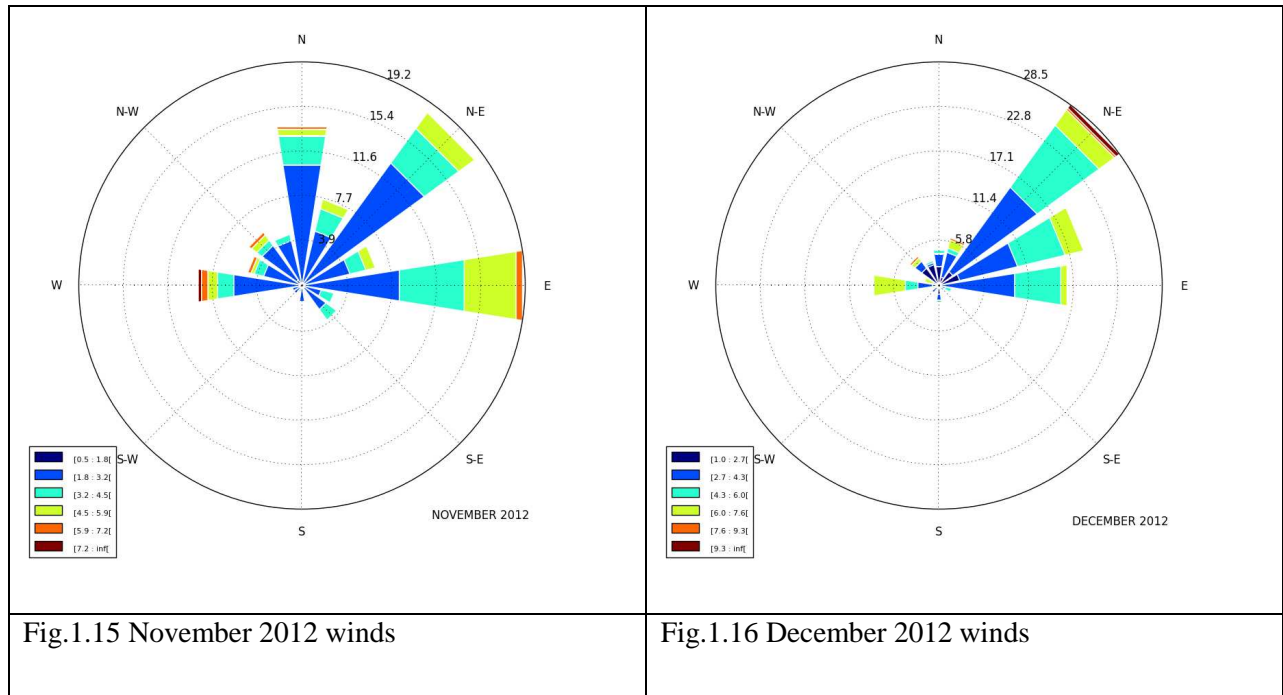 N
19.2
N-W
N-E
15.4
11.6
7.7
3.9
W
E
S-W
S-E
S
[0.5 : 1.8[
[1.8 : 3.2[
[3.2 : 4.5[
[4.5 : 5.9[
[5.9 : 7.2[
[7.2 : inf[
NOVEMBER 2012
N
28.5
N-W
N-E
22.8
17.1
11.4
5.8
W
E
S-W
S-E
S
[1.0 : 2.7[
[2.7 : 4.3[
[4.3 : 6.0[
[6.0 : 7.6[
[7.6 : 9.3[
[9.3 : inf[
DECEMBER 2012
Fig.1.15 November 2012 winds
Fig.1.16 December 2012 winds